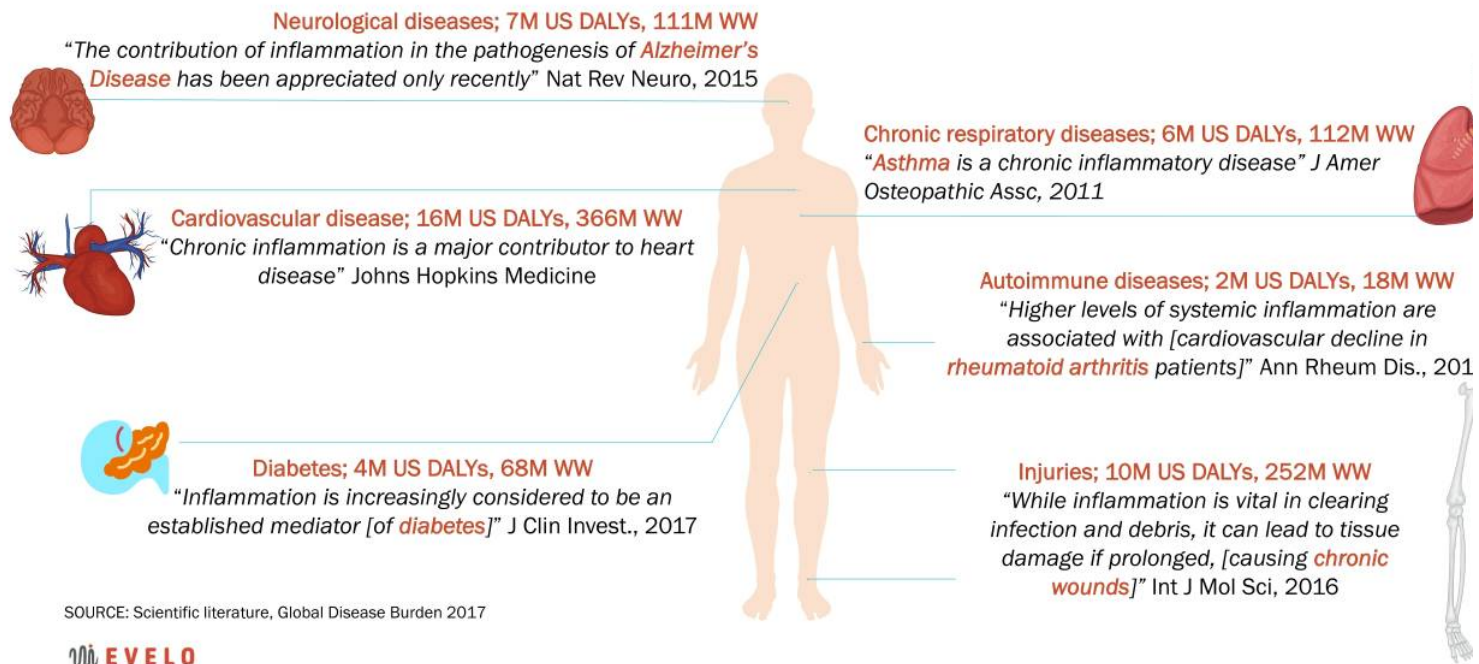 Neurological diseases; 7M US DALYs, 111M WW
“The contribution of inflammation in the pathogenesis of Alzheimer’s
Disease has been appreciated only recently” Nat Rev Neuro, 2015
Chronic respiratory diseases; 6M US DALYs, 112M WW
“Asthma is a chronic inflammatory disease” J Amer
Osteopathic Assc, 2011
Cardiovascular disease; 16M US DALYs, 366M WW
“Chronic inflammation is a major contributor to heart
disease” Johns Hopkins Medicine
Autoimmune diseases; 2M US DALYs, 18M WW
“Higher levels of systemic inflammation are
associated with [cardiovascular decline in
rheumatoid arthritis patients]” Ann Rheum Dis.,
Diabetes; 4M US DALYs, 68M WW
“Inflammation is increasingly considered to be an
established mediator [of diabetes]” J Clin Invest., 2017
Injuries; 10M US DALYs, 252M WW
“While inflammation is vital in clearing
infection and debris, it can lead to tissue
damage if prolonged, [causing chronic
wounds]” Int J Mol Sci, 2016
SOURCE: Scientific literature, Global Disease Burden 2017
EVELO